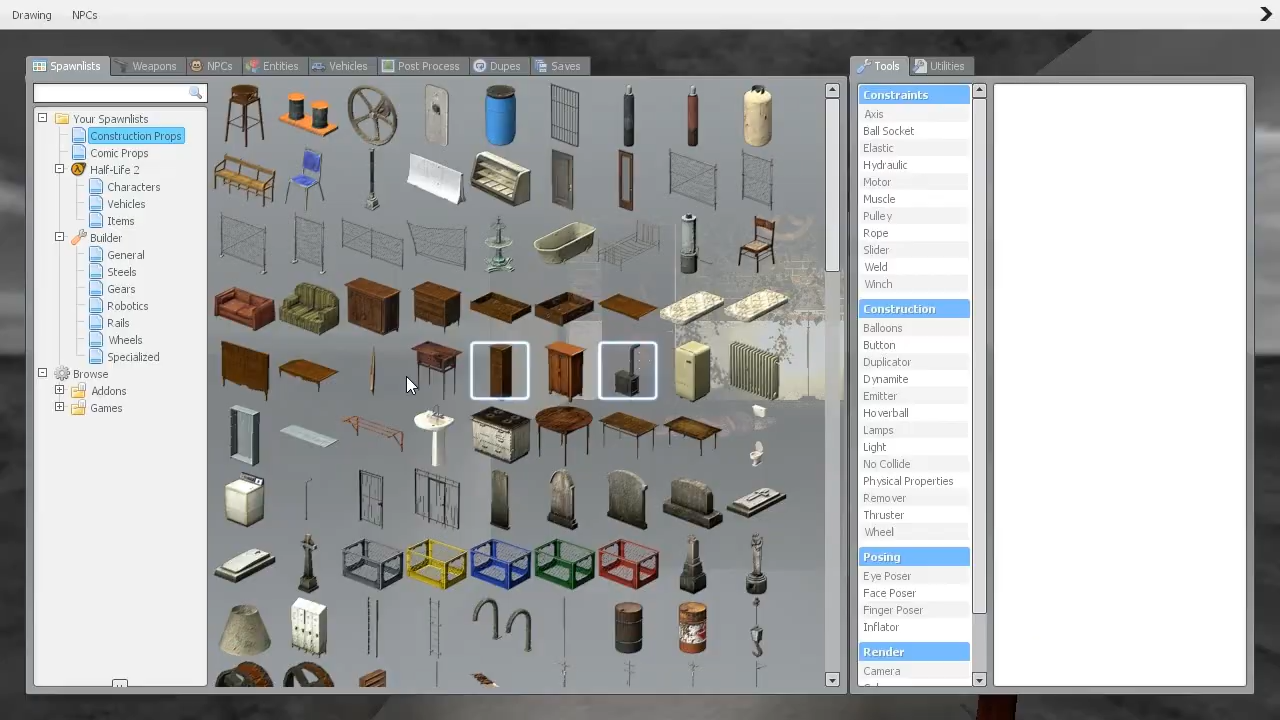 Drawing NPCs
Spawnlists Weapons NPCs Entities Vehicles Post Process Dupes Saves
Your Spawnlists
Construction Props
Comic Props
Half-Life 2
Characters
Vehicles
Items
Builder
General
Steels
Gears
Robotics
Rails
Wheels
Specialized
Browse
Addons
Games
Tools Utilities
Constraints
Axis
Ball Socket
Elastic
Hydraulic
Motor
Muscle
Pulley
Rope
Slider
Weld
Winch
Construction
Balloons
Button
Duplicator
Dynamite
Emitter
Hoverball
Lamps
Light
No Collide
Physical Properties
Remover
Thruster
Wheel
Posing
Eye Poser
Face Poser
Finger Poser
Inflator
Render
Camera